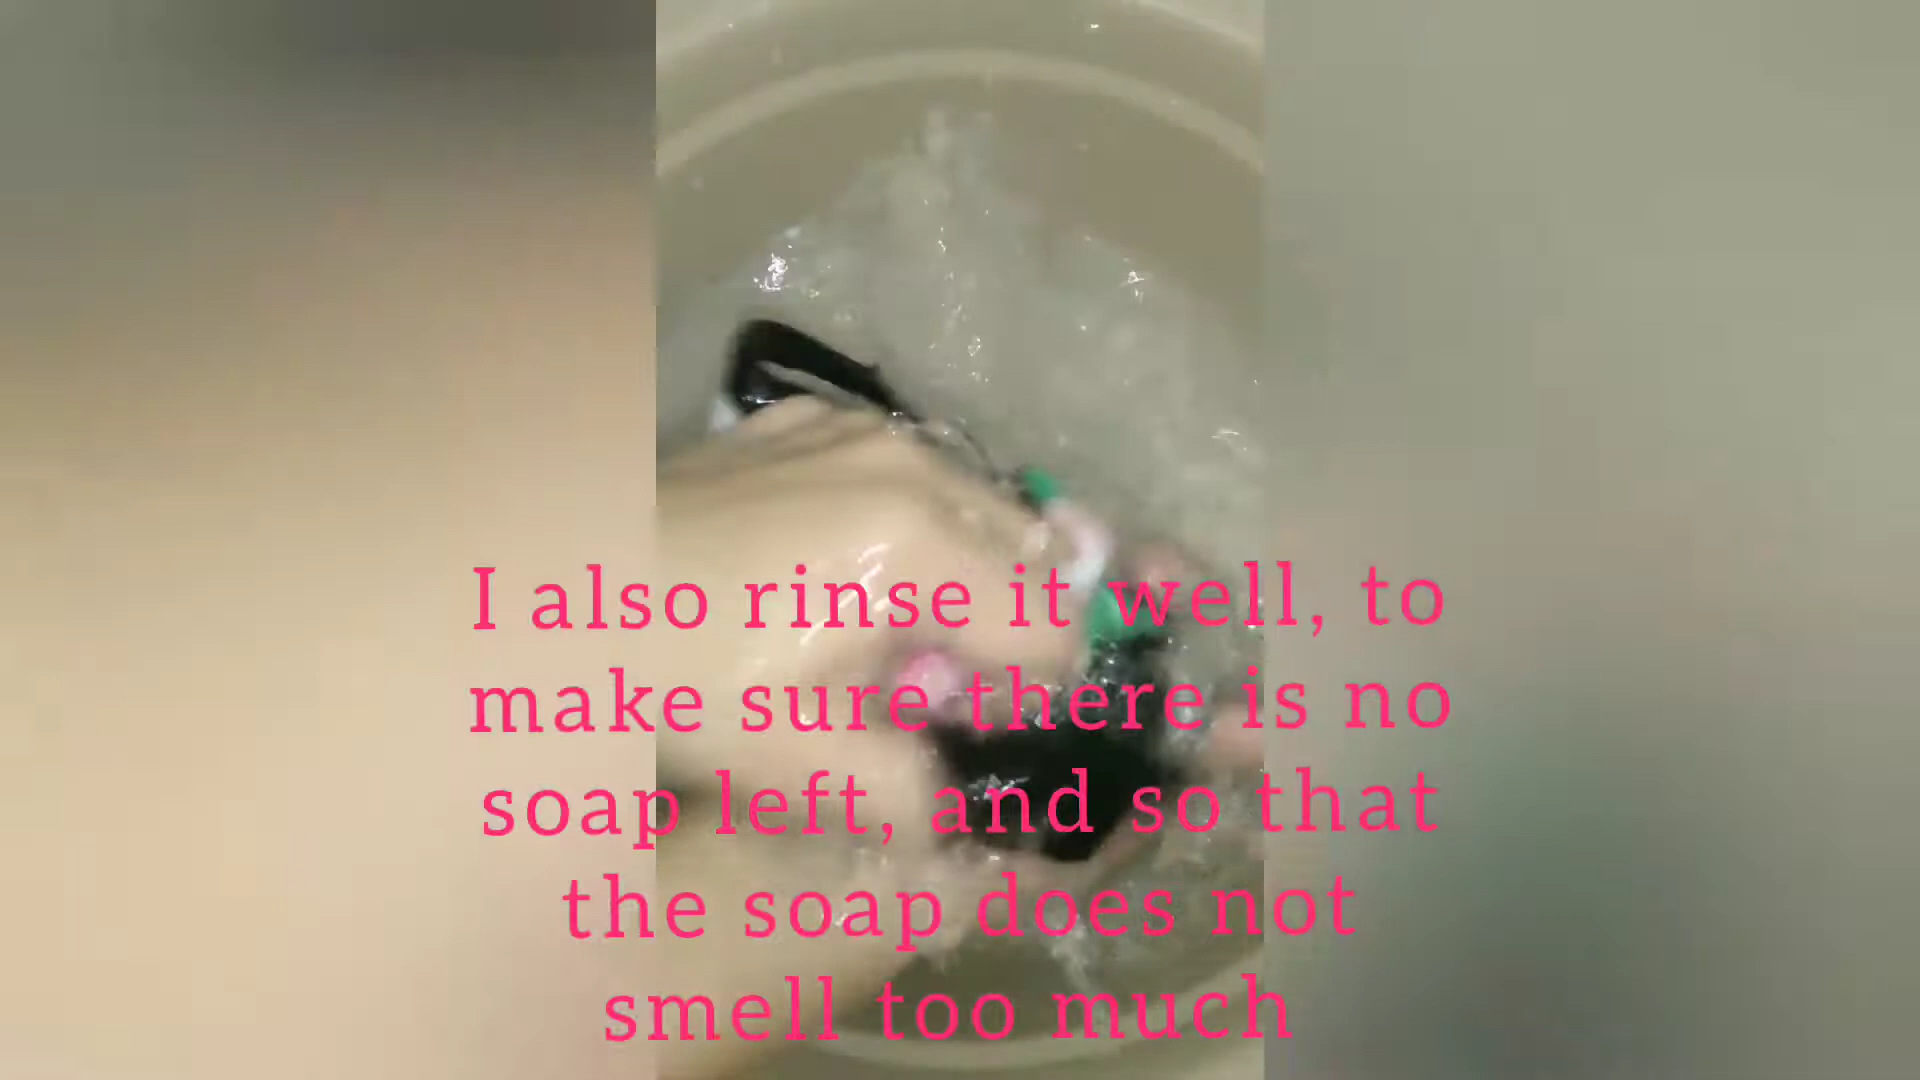 I also rinse it well, to
make sure there is no
soap left, and so that
the soap does not
smell too much